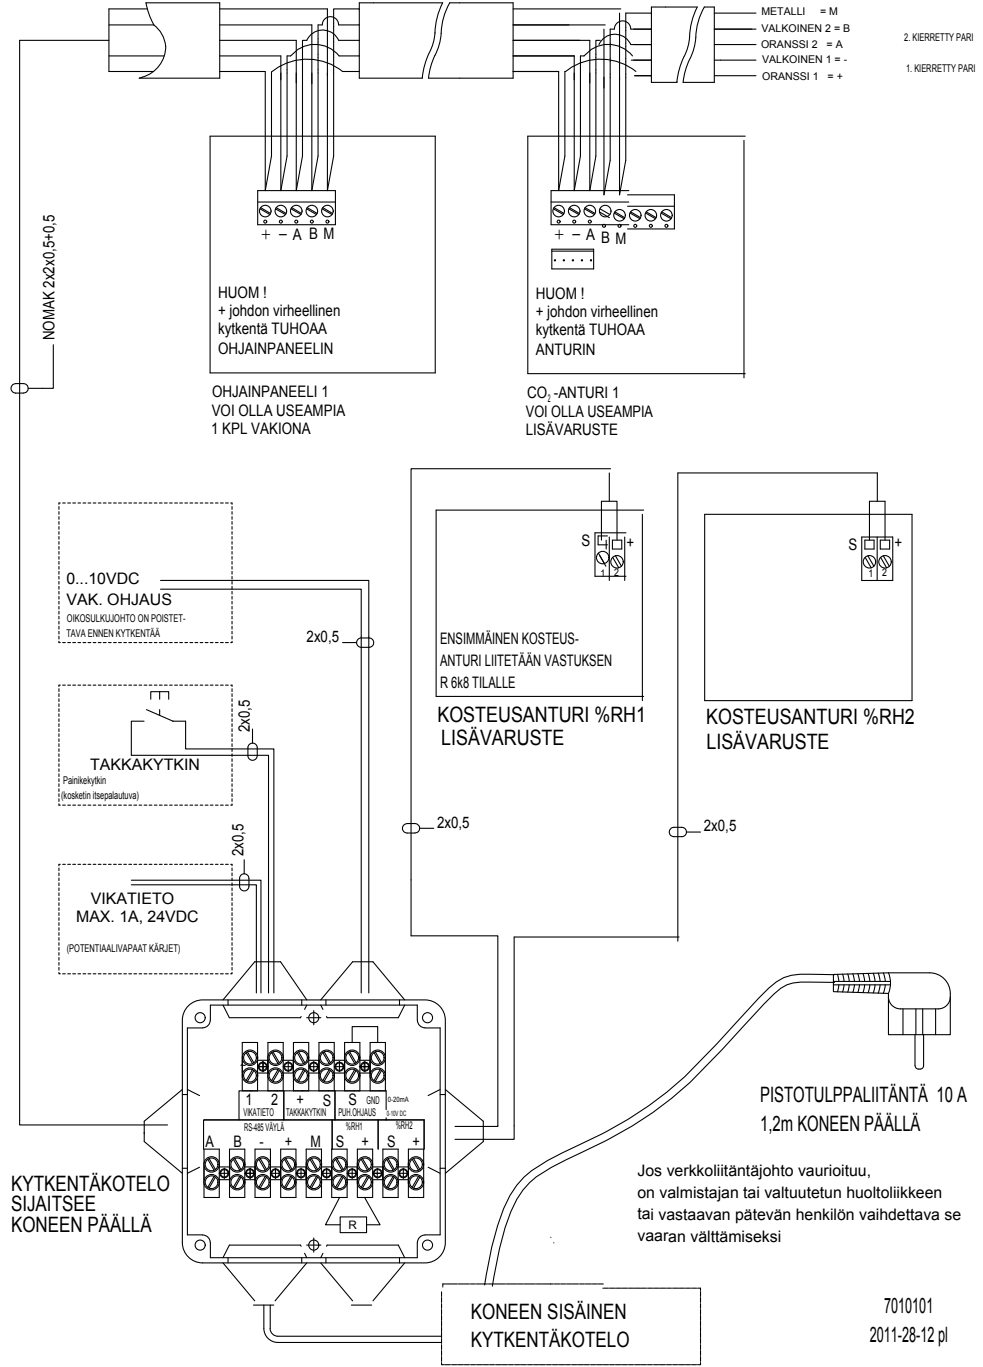 METALLI = M
VALKOINEN 2 = B
ORANSSI 2 = A
VALKOINEN 1 = -
ORANSSI 1 = +
2. KIERRETTY PARI
1. KIERRETTY PARI
NOMAK 2x2x0,5+0,5
+ – A B M
HUOM !
+ johdon virheellinen
kytkentä TUHOAA
OHJAINPANEELIN
OHJAINPANEELI 1
VOI OLLA USEAMPIA
1 KPL VAKIONA
+ – A B M
HUOM !
+ johdon virheellinen
kytkentä TUHOAA
ANTURIN
CO2 -ANTURI 1
VOI OLLA USEAMPIA
LISÄVARUSTE
0...10VDC
VAK. OHJAUS
OIKOSULKUJOHTO ON POISTET-
TAVA ENNEN KYTKENTÄÄ
2x0,5
S +
1 2
ENSIMMÄINEN KOSTEUS-
ANTURI LIITETÄÄN VASTUKSEN
R 6k8 TILALLE
KOSTEUSANTURI %RH1
LISÄVARUSTE
S +
1 2
KOSTEUSANTURI %RH2
LISÄVARUSTE
2x0,5
TAKKAKYTKIN
Painikekytkin
(kosketin itsepalautuva)
2x0,5
2x0,5
2x0,5
VIKATIETO
MAX. 1A, 24VDC
(POTENTIAALIVAPAAT KÄRJET)
1 2 + S S GND 0-20mA
VIKATIETO TAKKAKYTKIN PUH.OHJAUS 0-10V DC
RS-485 VÄYLÄ %RH1 %RH2
A B - + M S + S +
R
KYTKENTÄKOTELO
SIJAITSEE
KONEEN PÄÄLLÄ
PISTOTULPPALIITÄNTÄ 10 A
1,2m KONEEN PÄÄLLÄ
Jos verkkoliitäntäjohto vaurioituu,
on valmistajan tai valtuutetun huoltoliikkeen
tai vastaavan pätevän henkilön vaihdettava se
vaaran välttämiseksi
KONEEN SISÄINEN
KYTKENTÄKOTELO
7010101
2011-28-12 pl